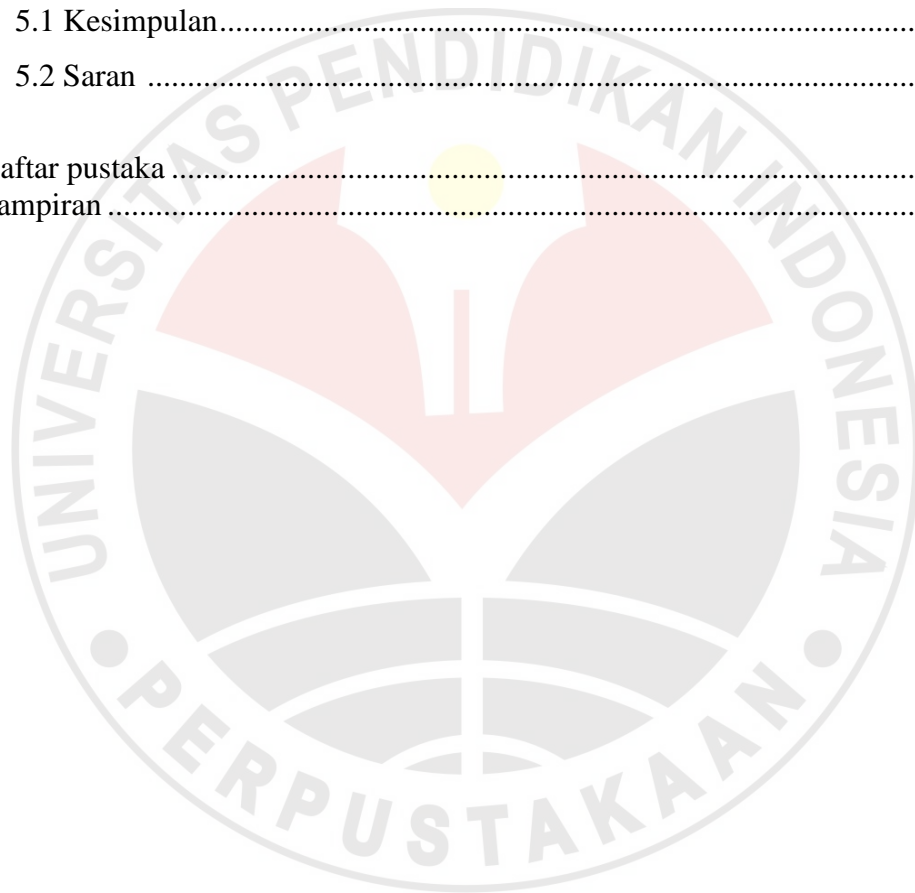 5.1 Kesimpulan..........................................................................................
5.2 Saran ...................................................................................................
aftar pustaka ...............................................................................................
ampiran .......................................................................................................
UNIVERSITAS PENDIDIKAN INDONESIA
PERPUSTAKAAN